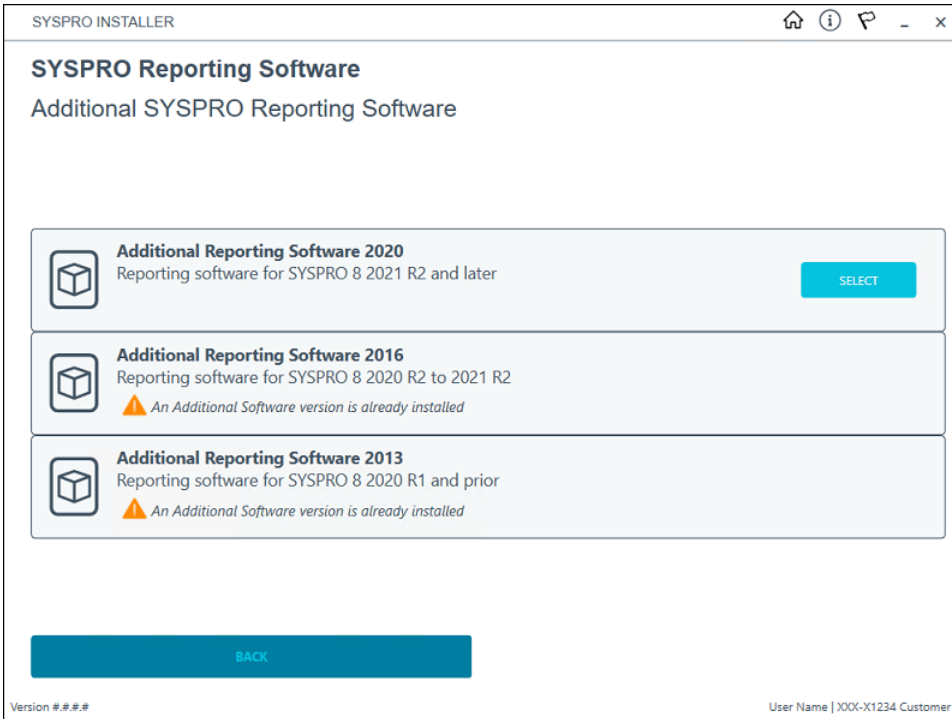 SYSPRO INSTALLER
SYSPRO Reporting Software
Additional SYSPRO Reporting Software
Additional Reporting Software 2020
Reporting software for SYSPRO 8 2021 R2 and later
SELECT
Additional Reporting Software 2016
Reporting software for SYSPRO 8 2020 R2 to 2021 R2
An Additional Software version is already installed
Additional Reporting Software 2013
Reporting software for SYSPRO 8 2020 R1 and prior
An Additional Software version is already installed
BACK
Version #.#.#.#
User Name | XXX-X1234 Customer